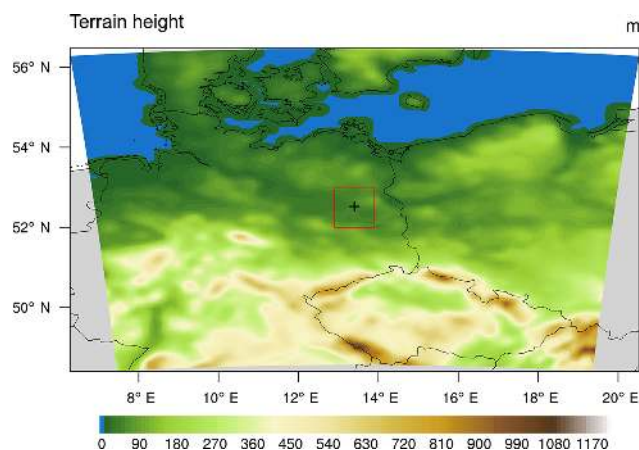 Terrain height m
56° N
54° N
52° N
50° N
8° E 10° E 12° E 14° E 16° E 18° E 20° E
0 90 180 270 360 450 540 630 720 810 900 990 1080 1170